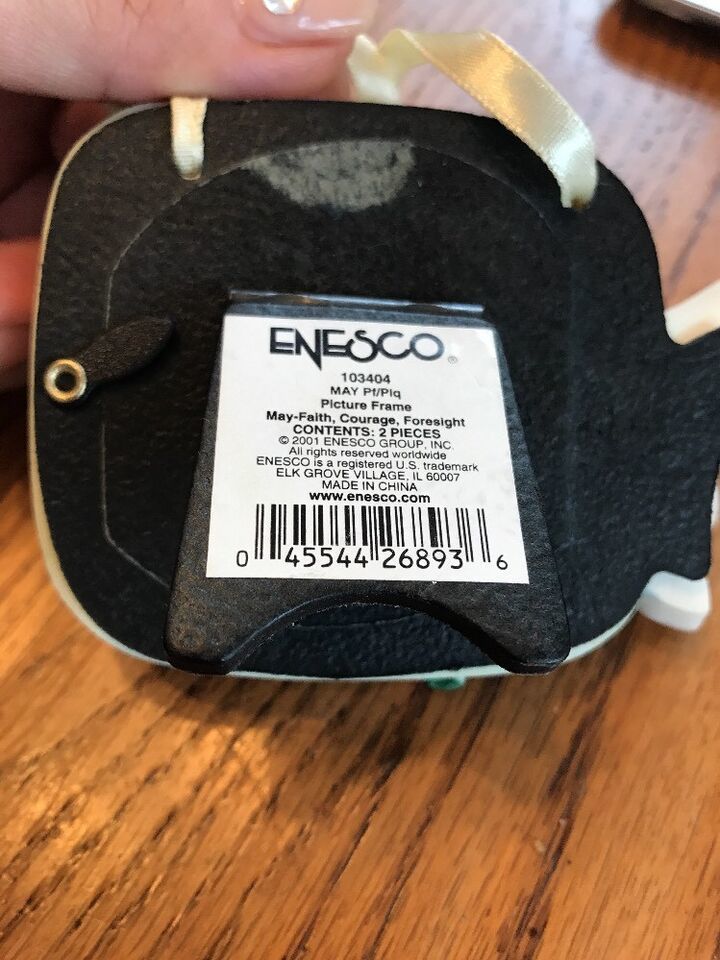 ENESCO®
103404
MAY Pf/Plq
Picture Frame
May-Faith, Courage, Foresight
CONTENTS: 2 PIECES
© 2001 ENESCO GROUP, INC.
All rights reserved worldwide
ENESCO is a registered U.S. trademark
ELK GROVE VILLAGE, IL 60007
MADE IN CHINA
www.enesco.com
0 45544 26893 6